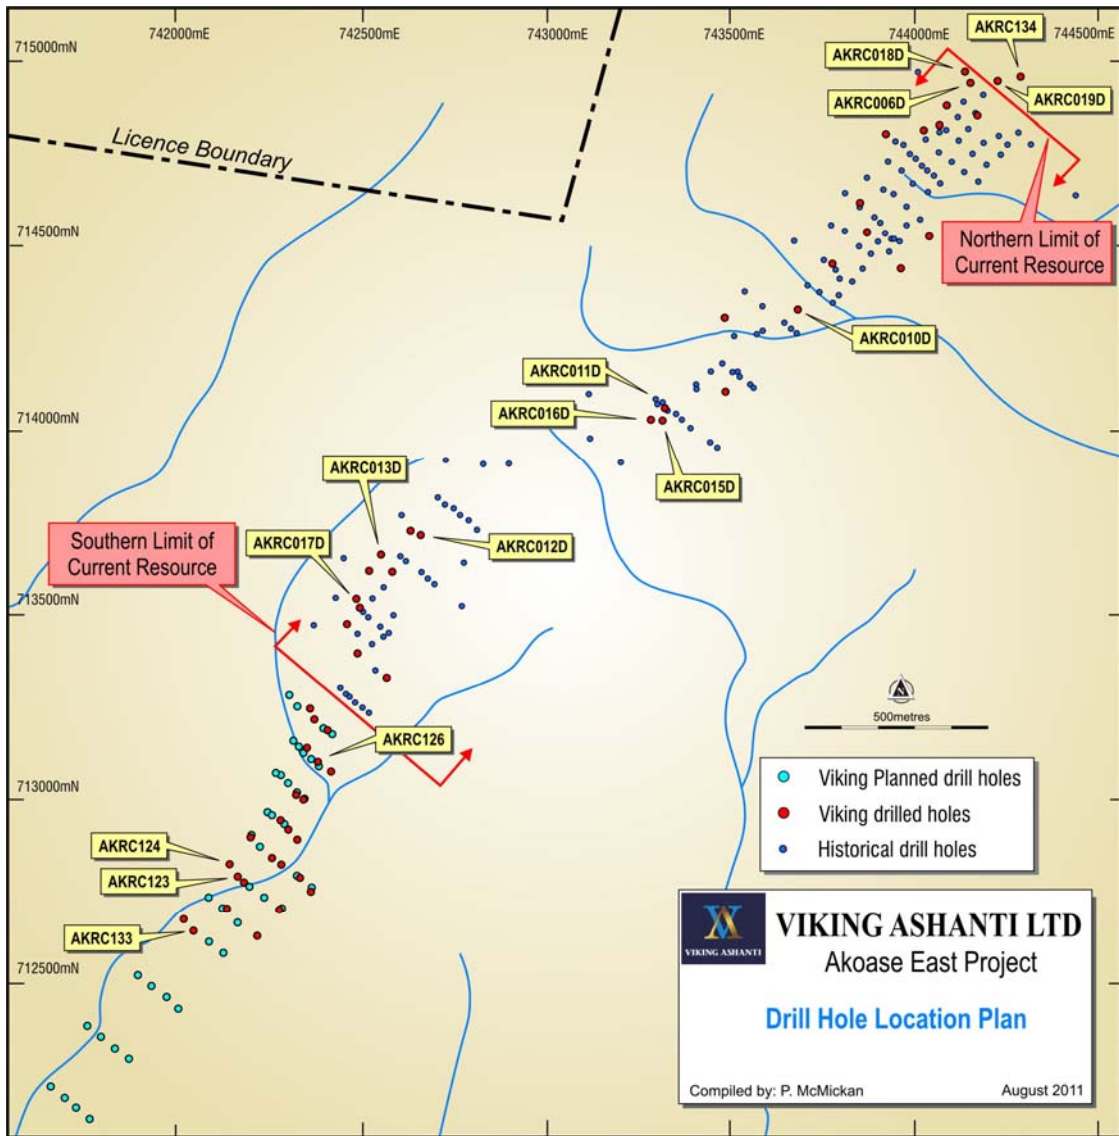 742000mE
742500mE
743000mE
743500mE
744000mE
744500mE
715000mN
AKRC134
AKRC018D
AKRC006D
AKRC019D
Licence Boundary
714500mN
Northern Limit of
Current Resource
AKRC010D
AKRC011D
AKRC016D
714000mN
AKRC015D
AKRC013D
AKRC017D
AKRC012D
Southern Limit of
Current Resource
713500mN
N
500metres
AKRC126
713000mN
Viking Planned drill holes
Viking drilled holes
Historical drill holes
AKRC124
AKRC123
AKRC133
712500mN
VIKING ASHANTI
VIKING ASHANTI LTD
Akoase East Project
Drill Hole Location Plan
Compiled by: P. McMickan
August 2011